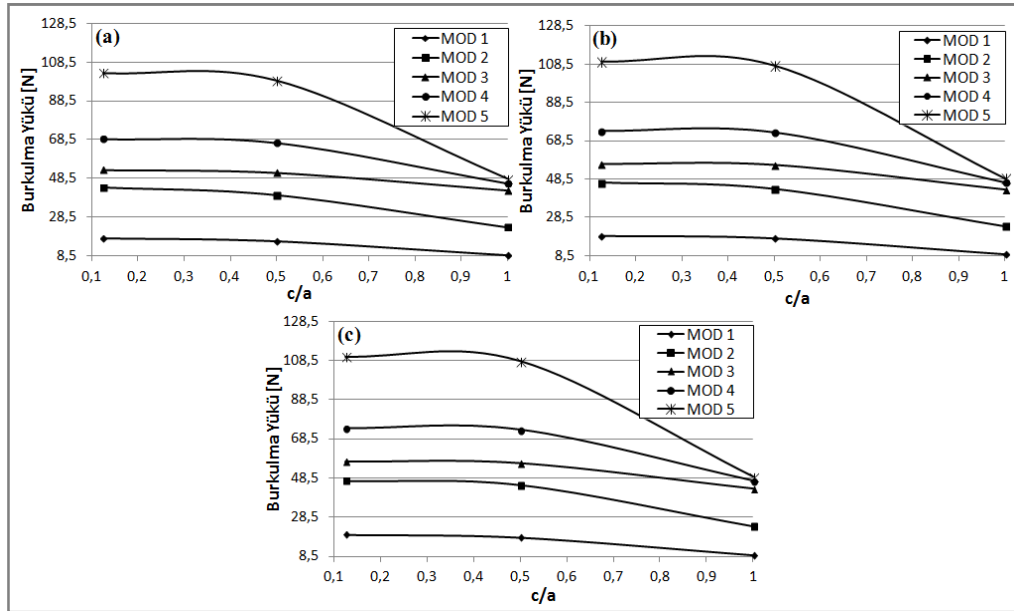 (a)
Burkulma Yükü [N]
128,5
108,5
88,5
68,5
48,5
28,5
8,5
0,1 0,2 0,3 0,4 0,5 0,6 0,7 0,8 0,9 1
c/a
MOD 1
MOD 2
MOD 3
MOD 4
MOD 5
(b)
Burkulma Yükü [N]
128,5
108,5
88,5
68,5
48,5
28,5
8,5
0,1 0,2 0,3 0,4 0,5 0,6 0,7 0,8 0,9 1
c/a
MOD 1
MOD 2
MOD 3
MOD 4
MOD 5
(c)
Burkulma Yükü [N]
128,5
108,5
88,5
68,5
48,5
28,5
8,5
0,1 0,2 0,3 0,4 0,5 0,6 0,7 0,8 0,9 1
c/a
MOD 1
MOD 2
MOD 3
MOD 4
MOD 5